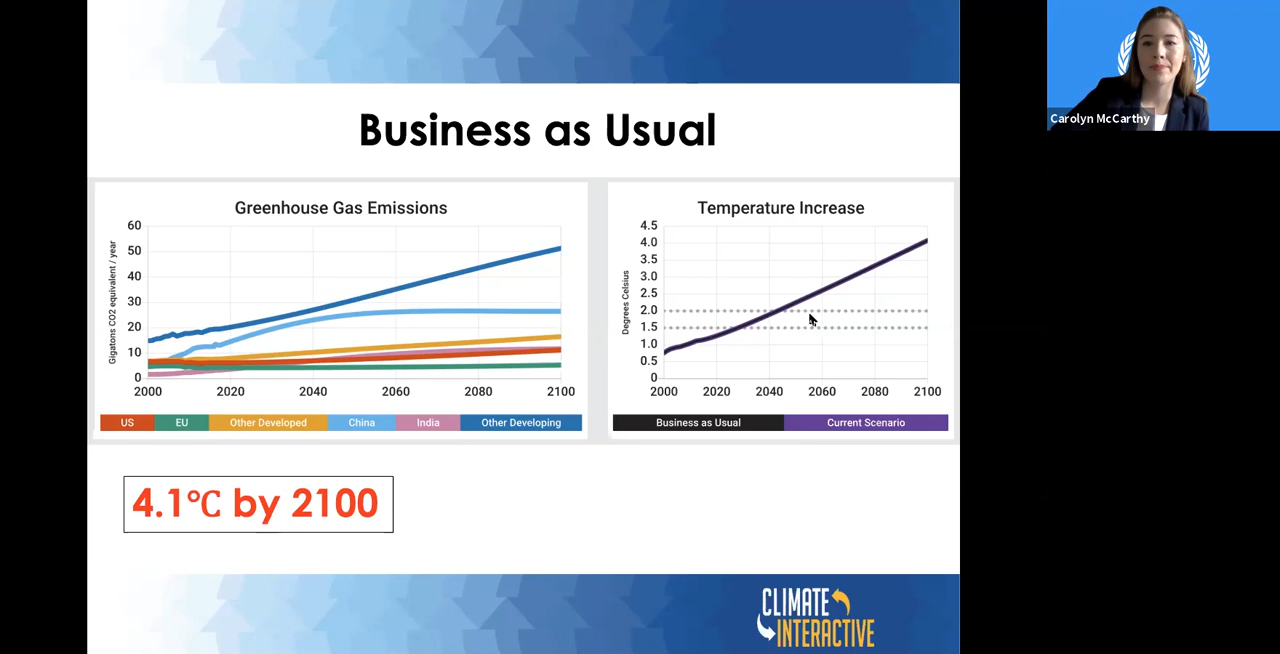 Carolyn McCarthy
Business as Usual
Greenhouse Gas Emissions
Gigatons CO2 equivalent / year
60
50
40
30
20
10
0
2000 2020 2040 2060 2080 2100
US EU Other Developed China India Other Developing
Temperature Increase
Degrees Celsius
4.5
4.0
3.5
3.0
2.5
2.0
1.5
1.0
0.5
0
2000 2020 2040 2060 2080 2100
Business as Usual Current Scenario
4.1℃ by 2100
CLIMATE
INTERACTIVE